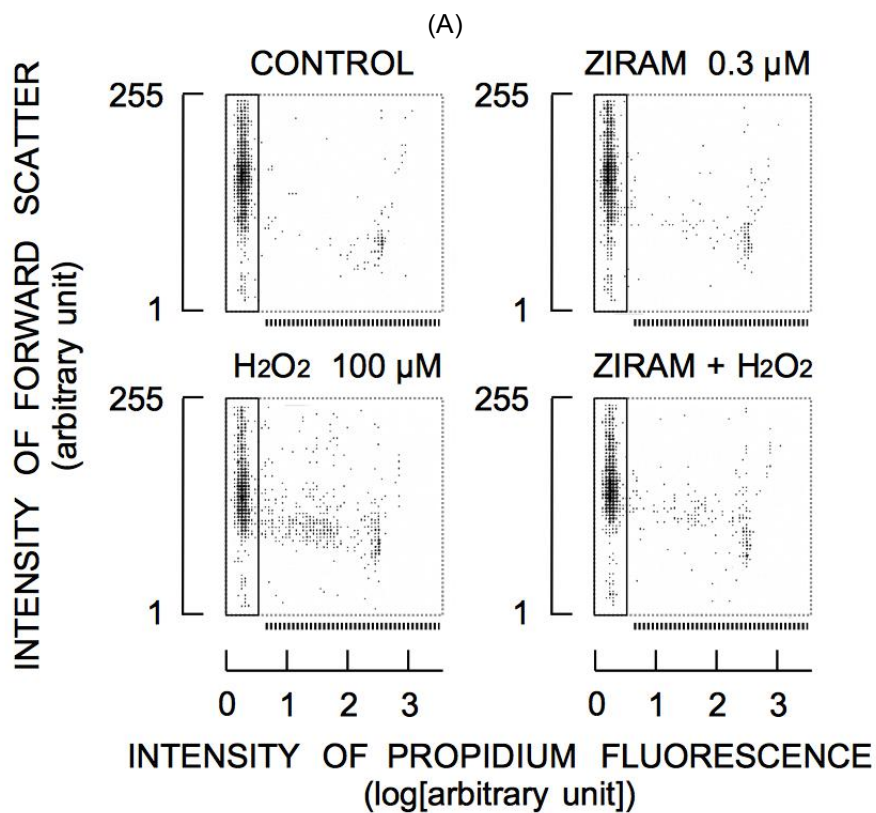 (A)
CONTROL
ZIRAM 0.3 µM
255
255
1
1
H2O2 100 µM
ZIRAM + H2O2
255
255
1
1
INTENSITY OF FORWARD SCATTER
(arbitrary unit)
0 1 2 3
0 1 2 3
INTENSITY OF PROPIDIUM FLUORESCENCE
(log[arbitrary unit])